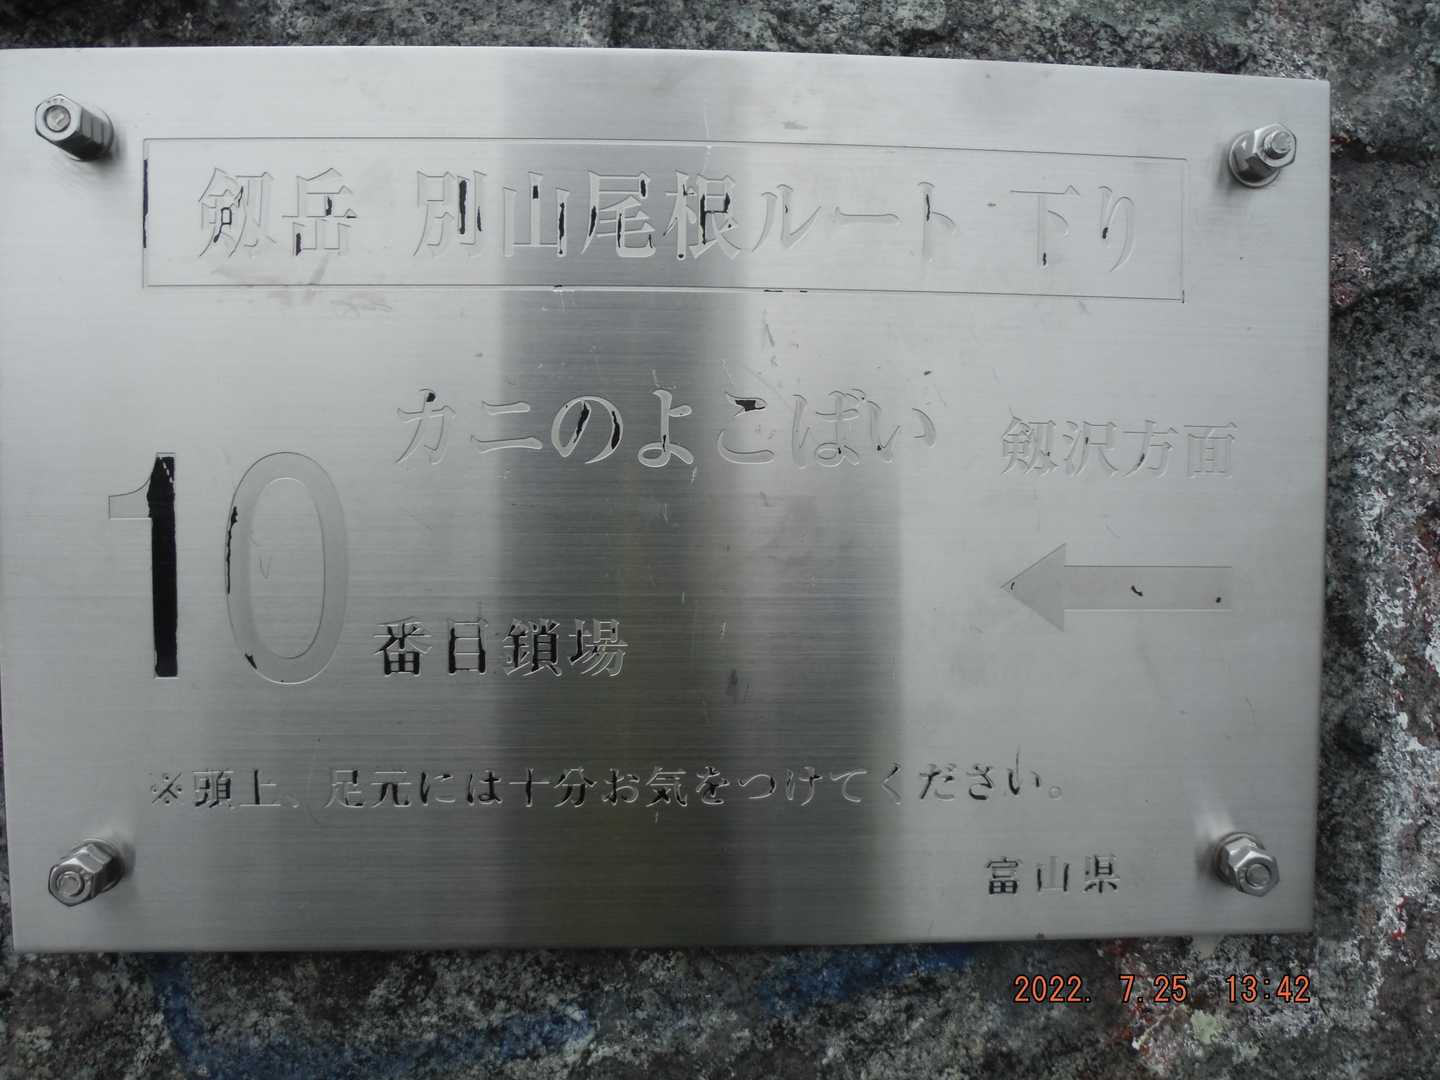 剱岳 別山尾根ルート 下り
カニのよこばい
剱沢方面
10
番目鎖場
※頭上、足元には十分お気をつけてください。
富山県
2022. 7.25 13:42